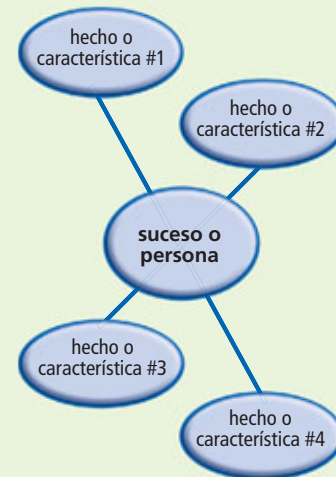 hecho o
característica #1
hecho o
característica #2
suceso o
persona
hecho o
característica #3
hecho o
característica #4